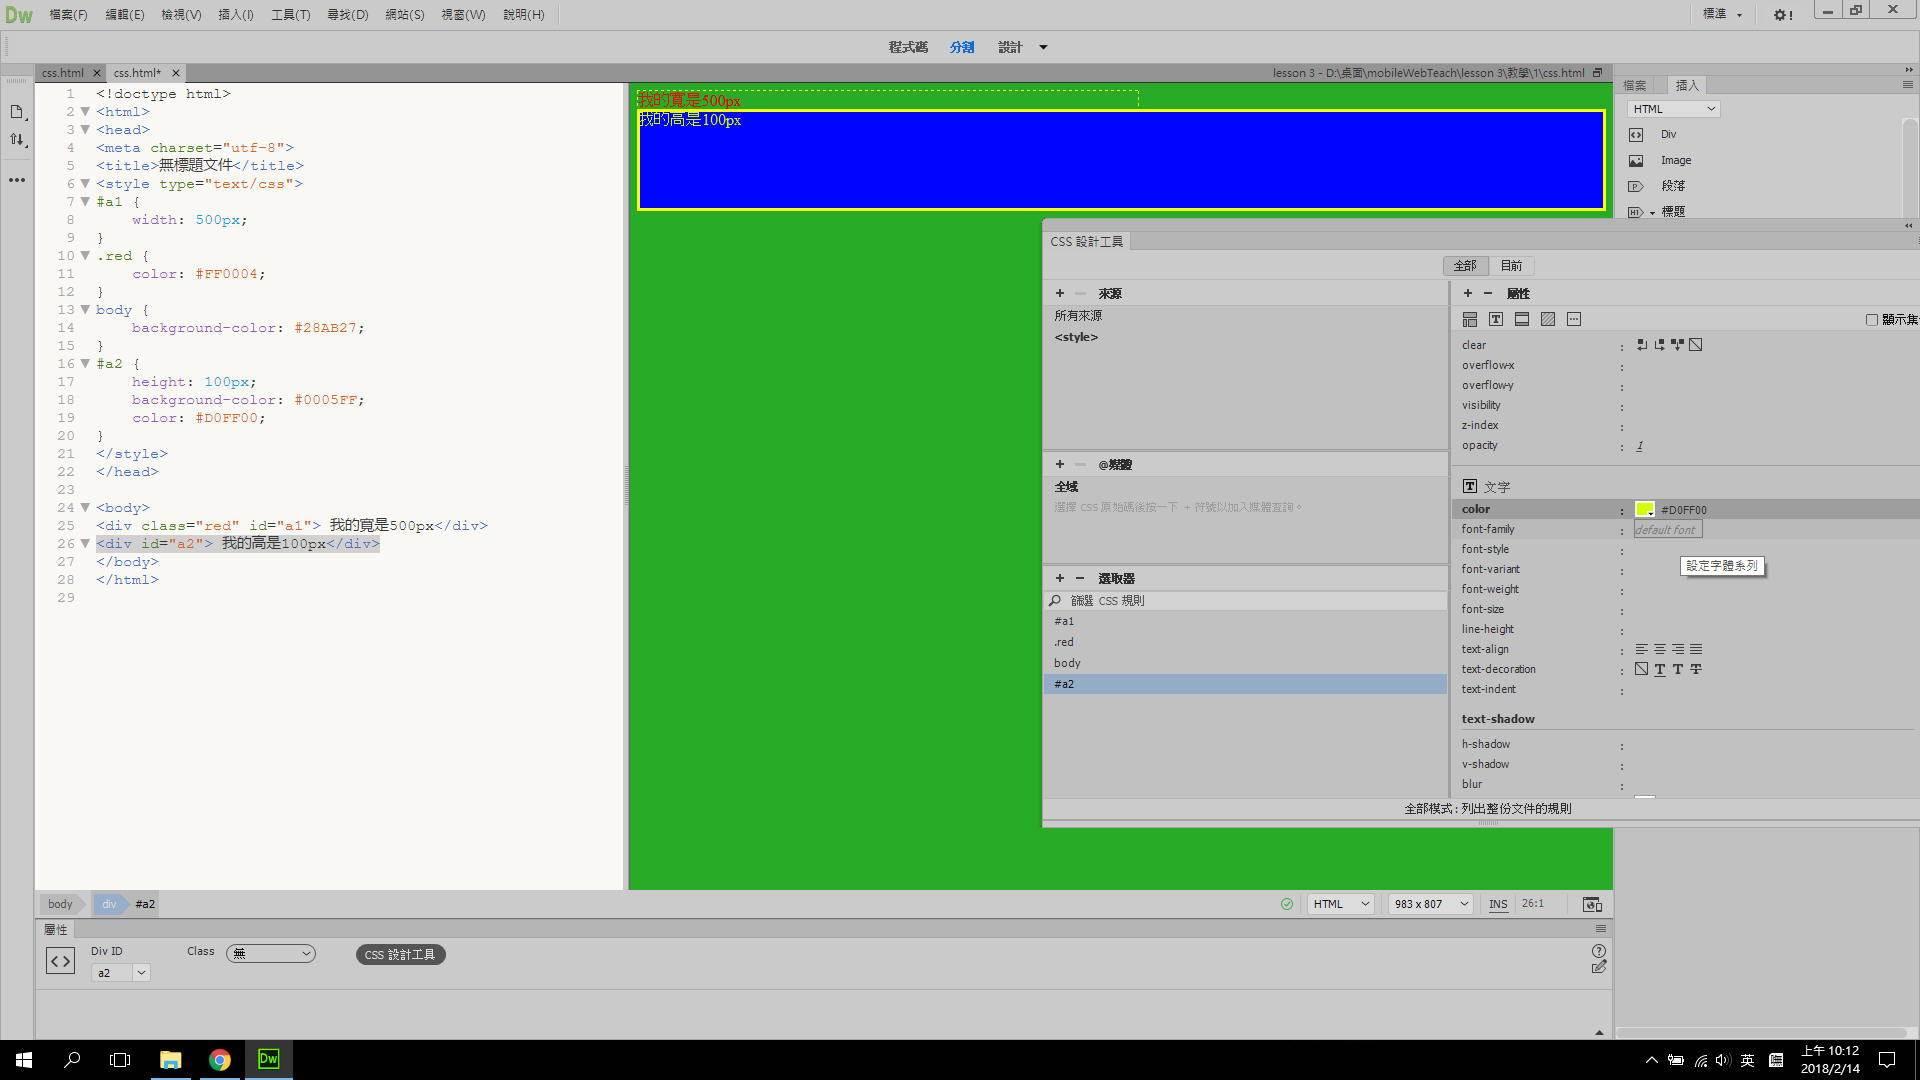 Dw 檔案(F) 編輯(E) 檢視(V) 插入(I) 工具(T) 尋找(D) 網站(S) 視窗(W) 說明(H) 標準
程式碼 分割 設計
css.html css.html* lesson 3 - D:\桌面\mobileWebTeach\lesson 3\教學\1\css.html
1 <!doctype html>
2 <html>
3 <head>
4 <meta charset="utf-8">
5 <title>無標題文件</title>
6 <style type="text/css">
7 #a1 {
8 width: 500px;
9 }
10 .red {
11 color: #FF0004;
12 }
13 body {
14 background-color: #28AB27;
15 }
16 #a2 {
17 height: 100px;
18 background-color: #0005FF;
19 color: #D0FF00;
20 }
21 </style>
22 </head>
23
24 <body>
25 <div class="red" id="a1"> 我的寬是500px</div>
26 <div id="a2"> 我的高是100px</div>
27 </body>
28 </html>
29
我的寬是500px
我的高是100px
檔案 插入
HTML
Div
Image
段落
標題
CSS 設計工具
全部 目前
來源
所有來源
<style>
@媒體
全域
選擇 CSS 原始碼後按一下 + 符號以加入媒體查詢。
選取器
篩選 CSS 規則
#a1
.red
body
#a2
屬性
顯示集
clear :
overflow-x :
overflow-y :
visibility :
z-index :
opacity : 1
文字
color : #D0FF00
font-family : default font
font-style :
設定字體系列
font-variant :
font-weight :
font-size :
line-height :
text-align :
text-decoration :
text-indent :
text-shadow
h-shadow :
v-shadow :
blur :
全部模式 : 列出整份文件的規則
body div #a2 HTML 983 x 807 INS 26:1
屬性
Div ID Class 無 CSS 設計工具
a2
Dw
英
上午 10:12
2018/2/14